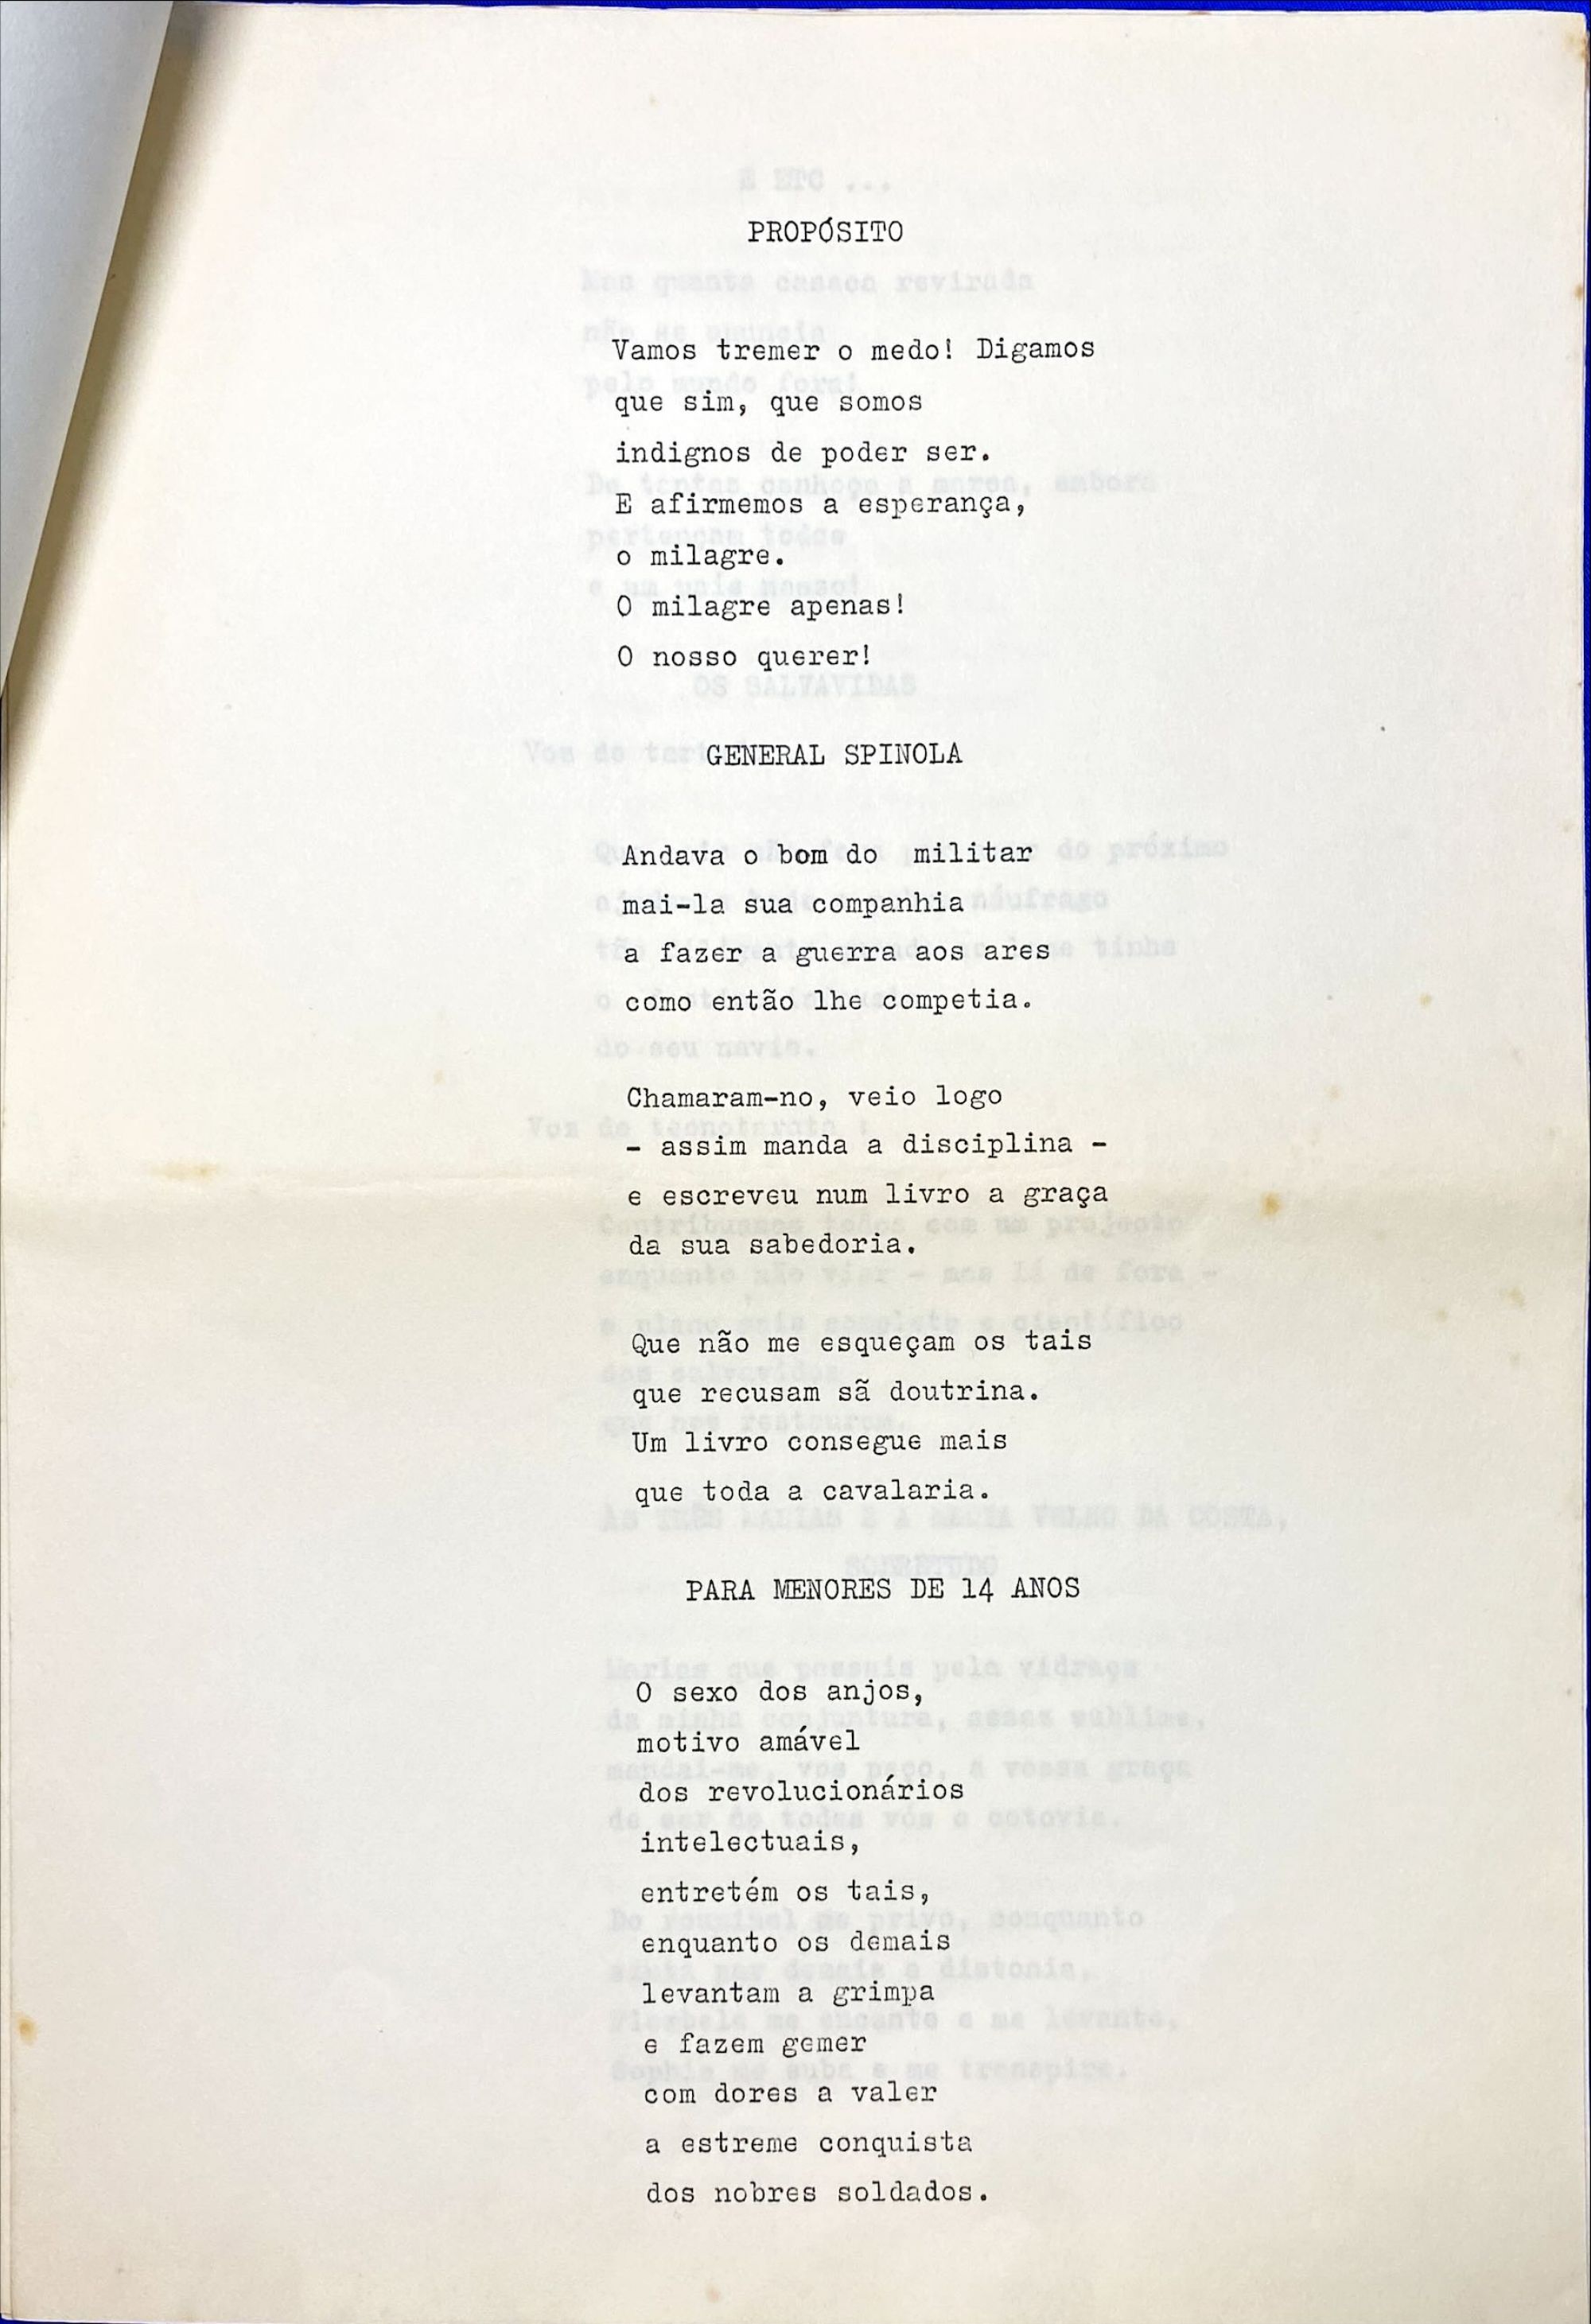 PROPÓSITO
Vamos tremer o medo! Digamos
que sim, que somos
indignos de poder ser.
E afirmemos a esperança,
o milagre.
O milagre apenas!
O nosso querer!
GENERAL SPINOLA
Andava o bom do militar
mai-la sua companhia
a fazer a guerra aos ares
como então lhe competia.
Chamaram-no, veio logo
- assim manda a disciplina -
e escreveu num livro a graça
da sua sabedoria.
Que não me esqueçam os tais
que recusam sã doutrina.
Um livro consegue mais
que toda a cavalaria.
PARA MENORES DE 14 ANOS
O sexo dos anjos,
motivo amável
dos revolucionários
intelectuais,
entretém os tais,
enquanto os demais
levantam a grimpa
e fazem gemer
com dores a valer
a estreme conquista
dos nobres soldados.